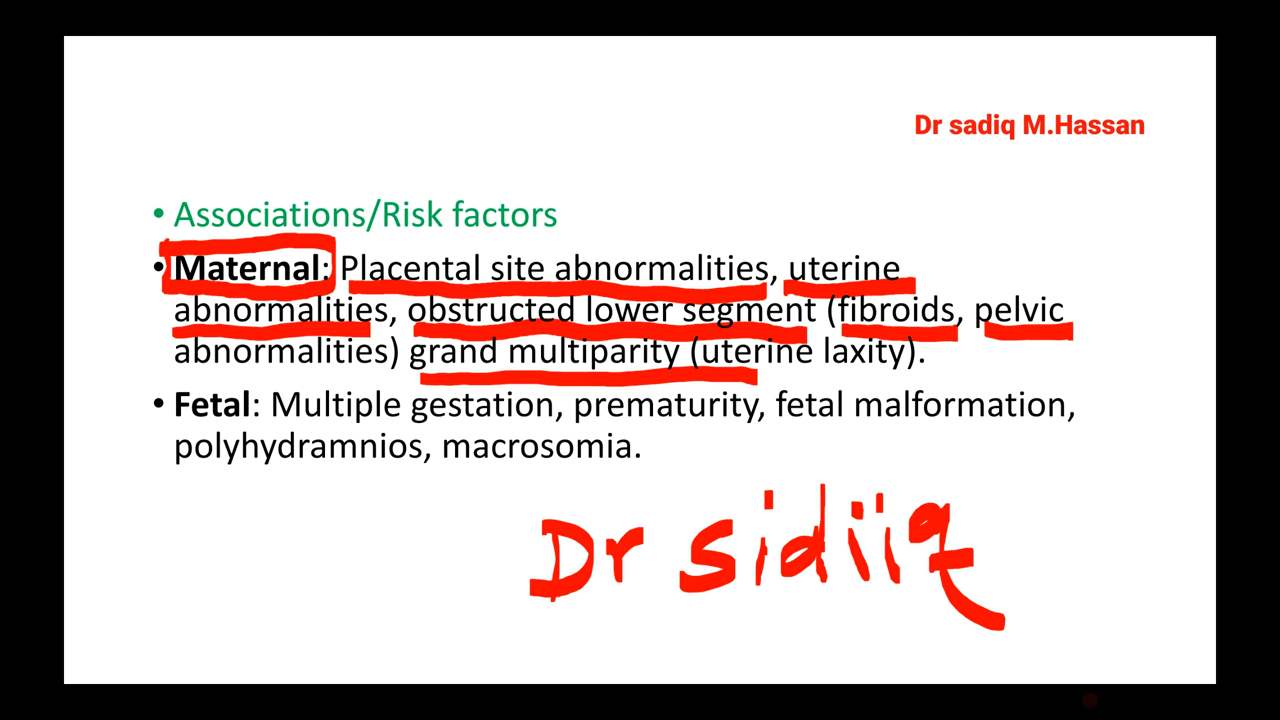 Dr sadiq M.Hassan
• Associations/Risk factors
• Maternal: Placental site abnormalities, uterine
abnormalities, obstructed lower segment (fibroids, pelvic
abnormalities) grand multiparity (uterine laxity).
• Fetal: Multiple gestation, prematurity, fetal malformation,
polyhydramnios, macrosomia.
Dr sidiiq